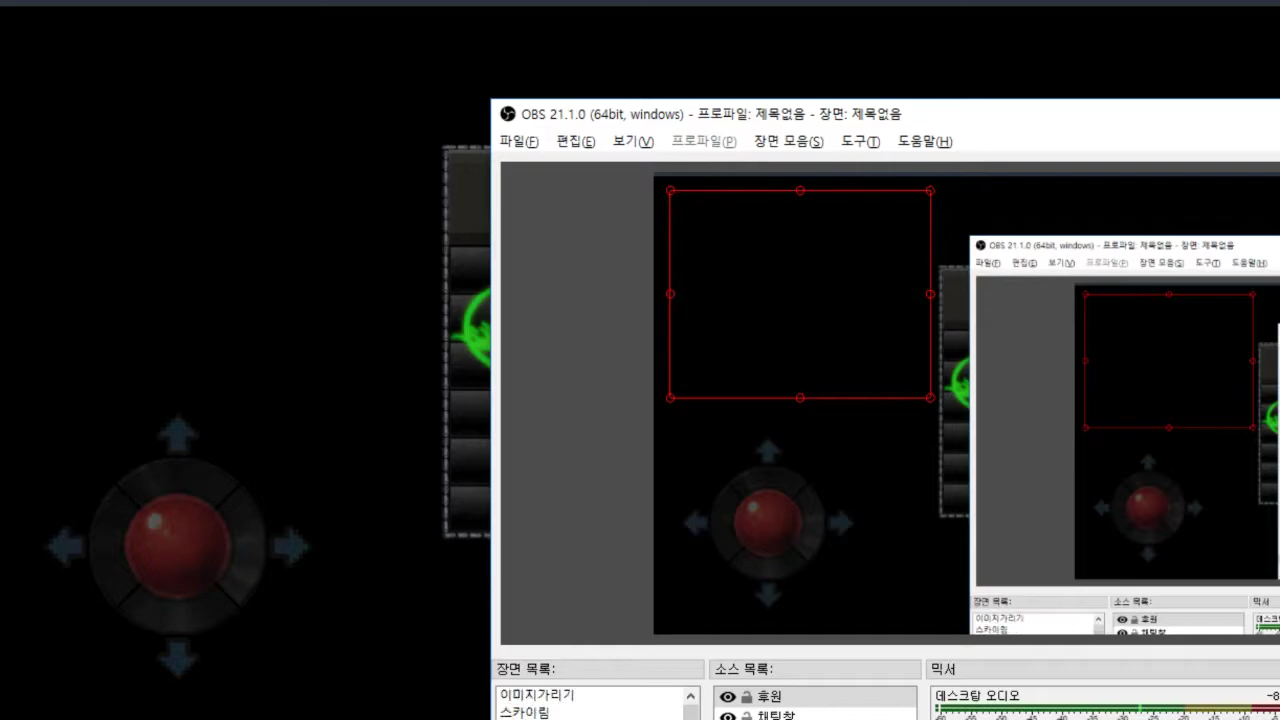 OBS 21.1.0 (64bit, windows) - 프로파일: 제목없음 - 장면: 제목없음
파일(F) 편집(E) 보기(V) 프로파일(P) 장면 모음(S) 도구(T) 도움말(H)
OBS 21.1.0 (64bit, windows) - 프로파일: 제목없음 - 장면: 제목없음
파일(F) 편집(E) 보기(V) 프로파일(P) 장면 모음(S) 도구(T) 도움말(H)
장면 목록: 소스 목록: 믹서
이미지가리기 후원
스카이림 채팅창
장면 목록: 소스 목록: 믹서
이미지가리기 후원 데스크탑 오디오 -8
스카이림 채팅창